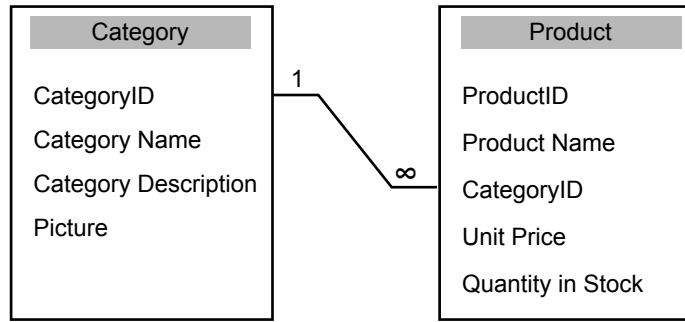 Category
CategoryID
Category Name
Category Description
Picture
1
∞
Product
ProductID
Product Name
CategoryID
Unit Price
Quantity in Stock